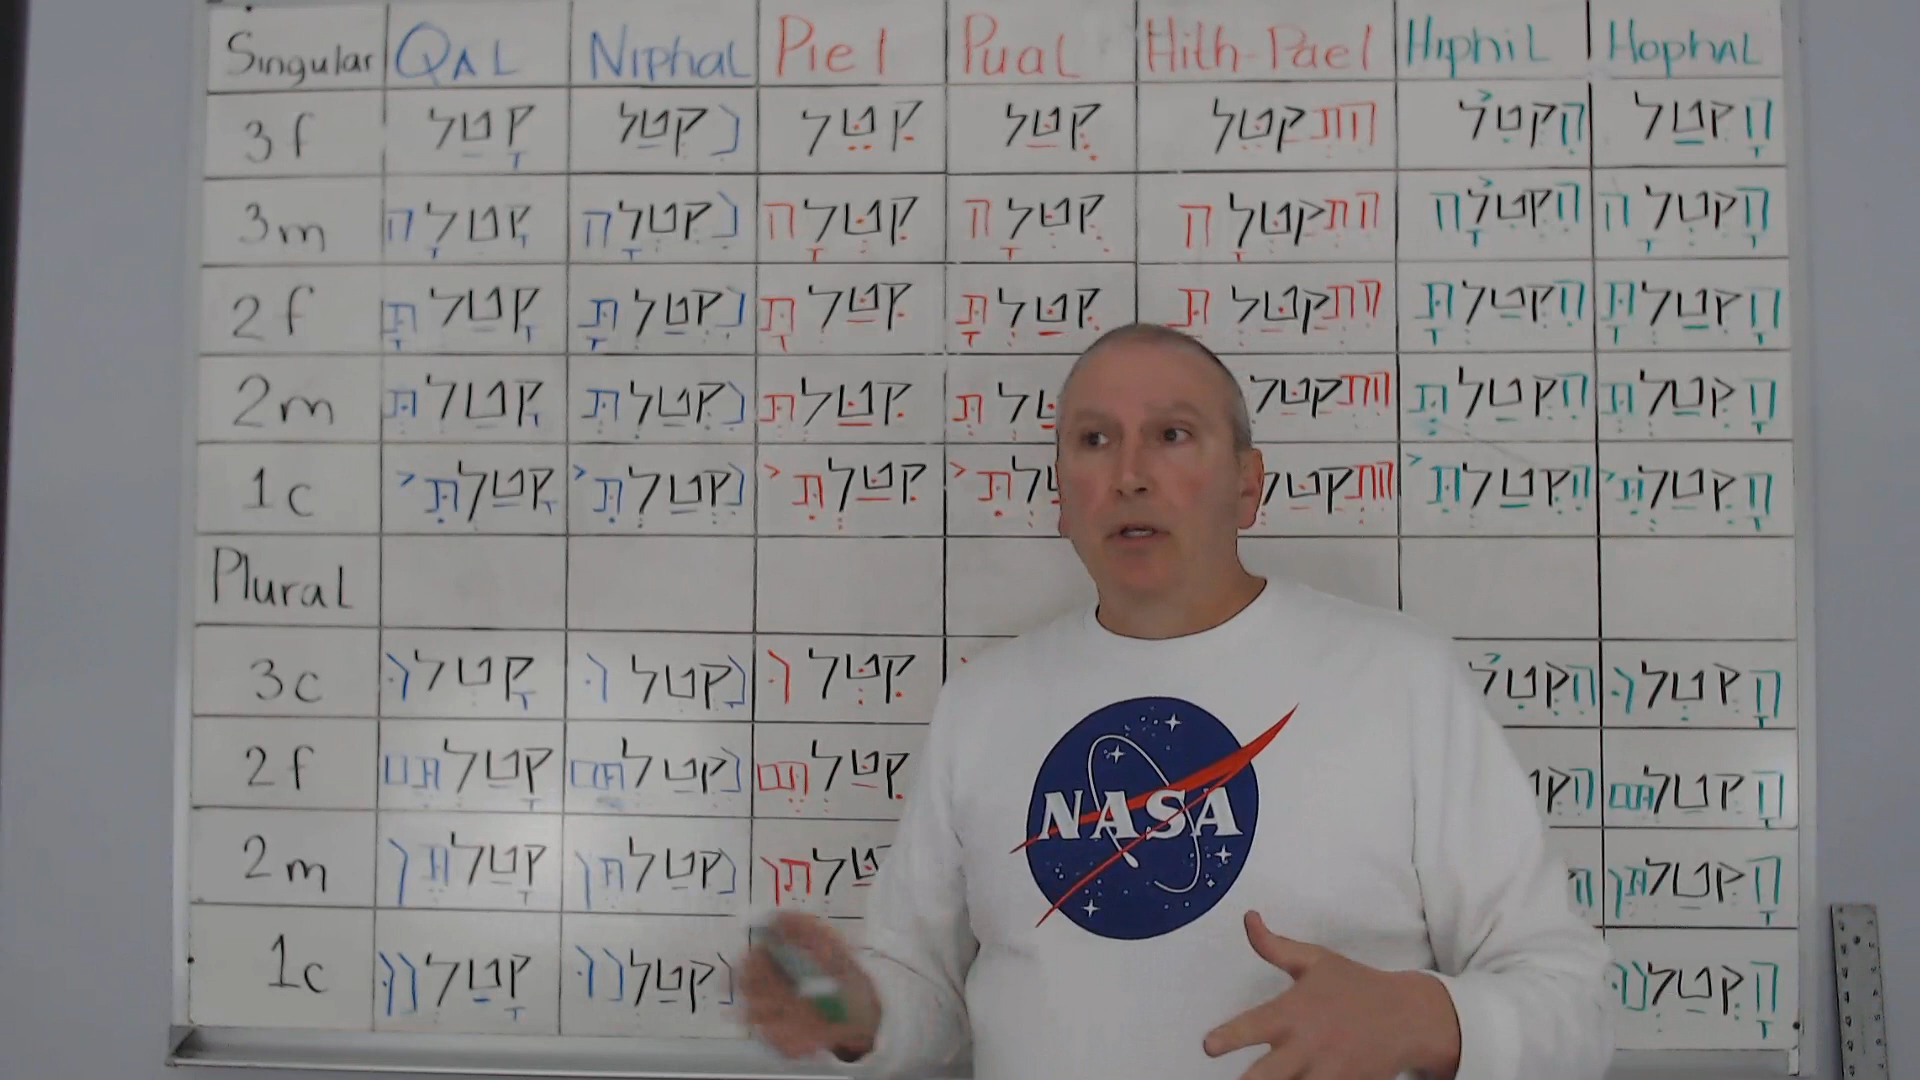 Singular QAL Niphal Piel Pual Hith-Pael Hiphil Hophal
3f קָטַל נִקְטַל קִטֵּל קֻטַּל הִתְקַטֵּל הִקְטִיל הָקְטַל
3m קָטְלָה נִקְטְלָה קִטְּלָה קֻטְּלָה הִתְקַטְּלָה הִקְטִילָה הָקְטְלָה
2f קָטַלְתָּ נִקְטַלְתָּ קִטַּלְתָּ קֻטַּלְתָּ הִתְקַטַּלְתָּ הִקְטַלְתָּ הָקְטַלְתָּ
2m קָטַלְתְּ נִקְטַלְתְּ קִטַּלְתְּ הִקְטַלְתְּ הָקְטַלְתְּ
1c קָטַלְתִּי נִקְטַלְתִּי קִטַּלְתִּי הִקְטַלְתִּי הָקְטַלְתִּי
Plural
3c קָטְלוּ נִקְטְלוּ קִטְּלוּ הָקְטְלוּ
2f קְטַלְתֶּם נִקְטַלְתֶּם קִטַּלְתֶּם הָקְטַלְתֶּם
2m קְטַלְתֶּן נִקְטַלְתֶּן הָקְטַלְתֶּן
1c קָטַלְנוּ נִקְטַלְנוּ הָקְטַלְנוּ
NASA